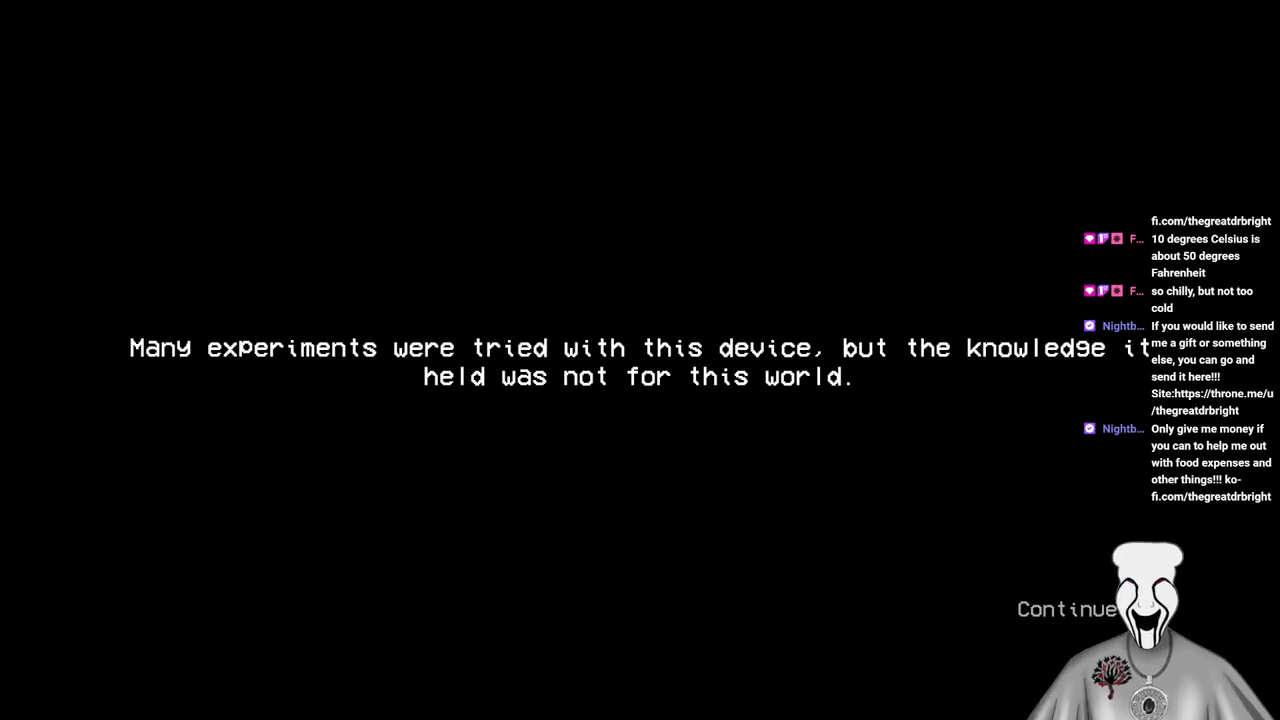 Many experiments were tried with this device, but the knowledge it
held was not for this world.
Continue
fi.com/thegreatdrbright
F... 10 degrees Celsius is
about 50 degrees
Fahrenheit
F... so chilly, but not too
cold
Nightb... If you would like to send
me a gift or something
else, you can go and
send it here!!!
Site:https://throne.me/u
/thegreatdrbright
Nightb... Only give me money if
you can to help me out
with food expenses and
other things!!! ko-
fi.com/thegreatdrbright